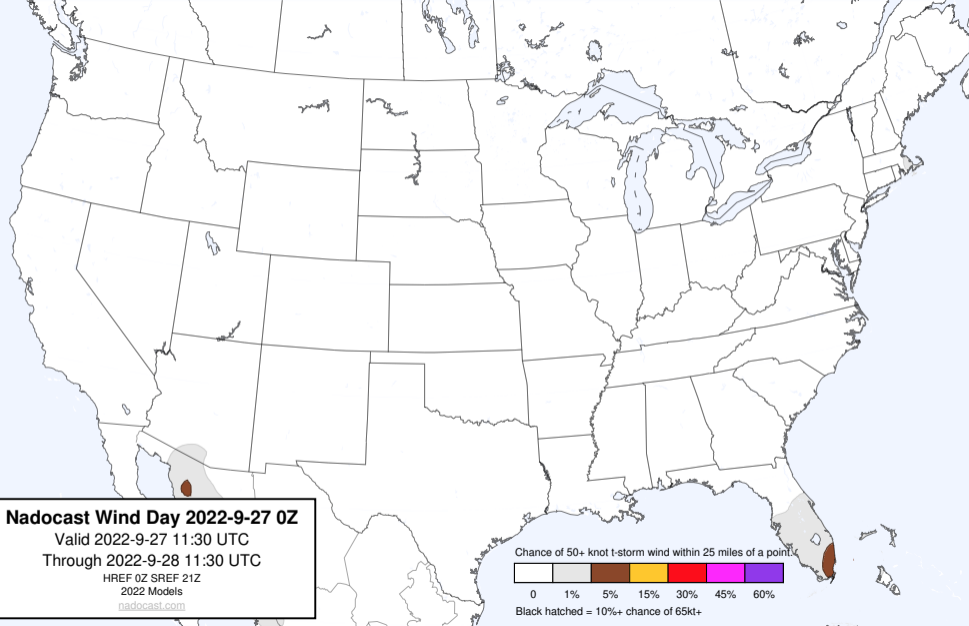 Nadocast Wind Day 2022-9-27 0Z
Valid 2022-9-27 11:30 UTC
Through 2022-9-28 11:30 UTC
HREF 0Z SREF 21Z
2022 Models
nadocast.com
Chance of 50+ knot t-storm wind within 25 miles of a point.
0 1% 5% 15% 30% 45% 60%
Black hatched = 10%+ chance of 65kt+